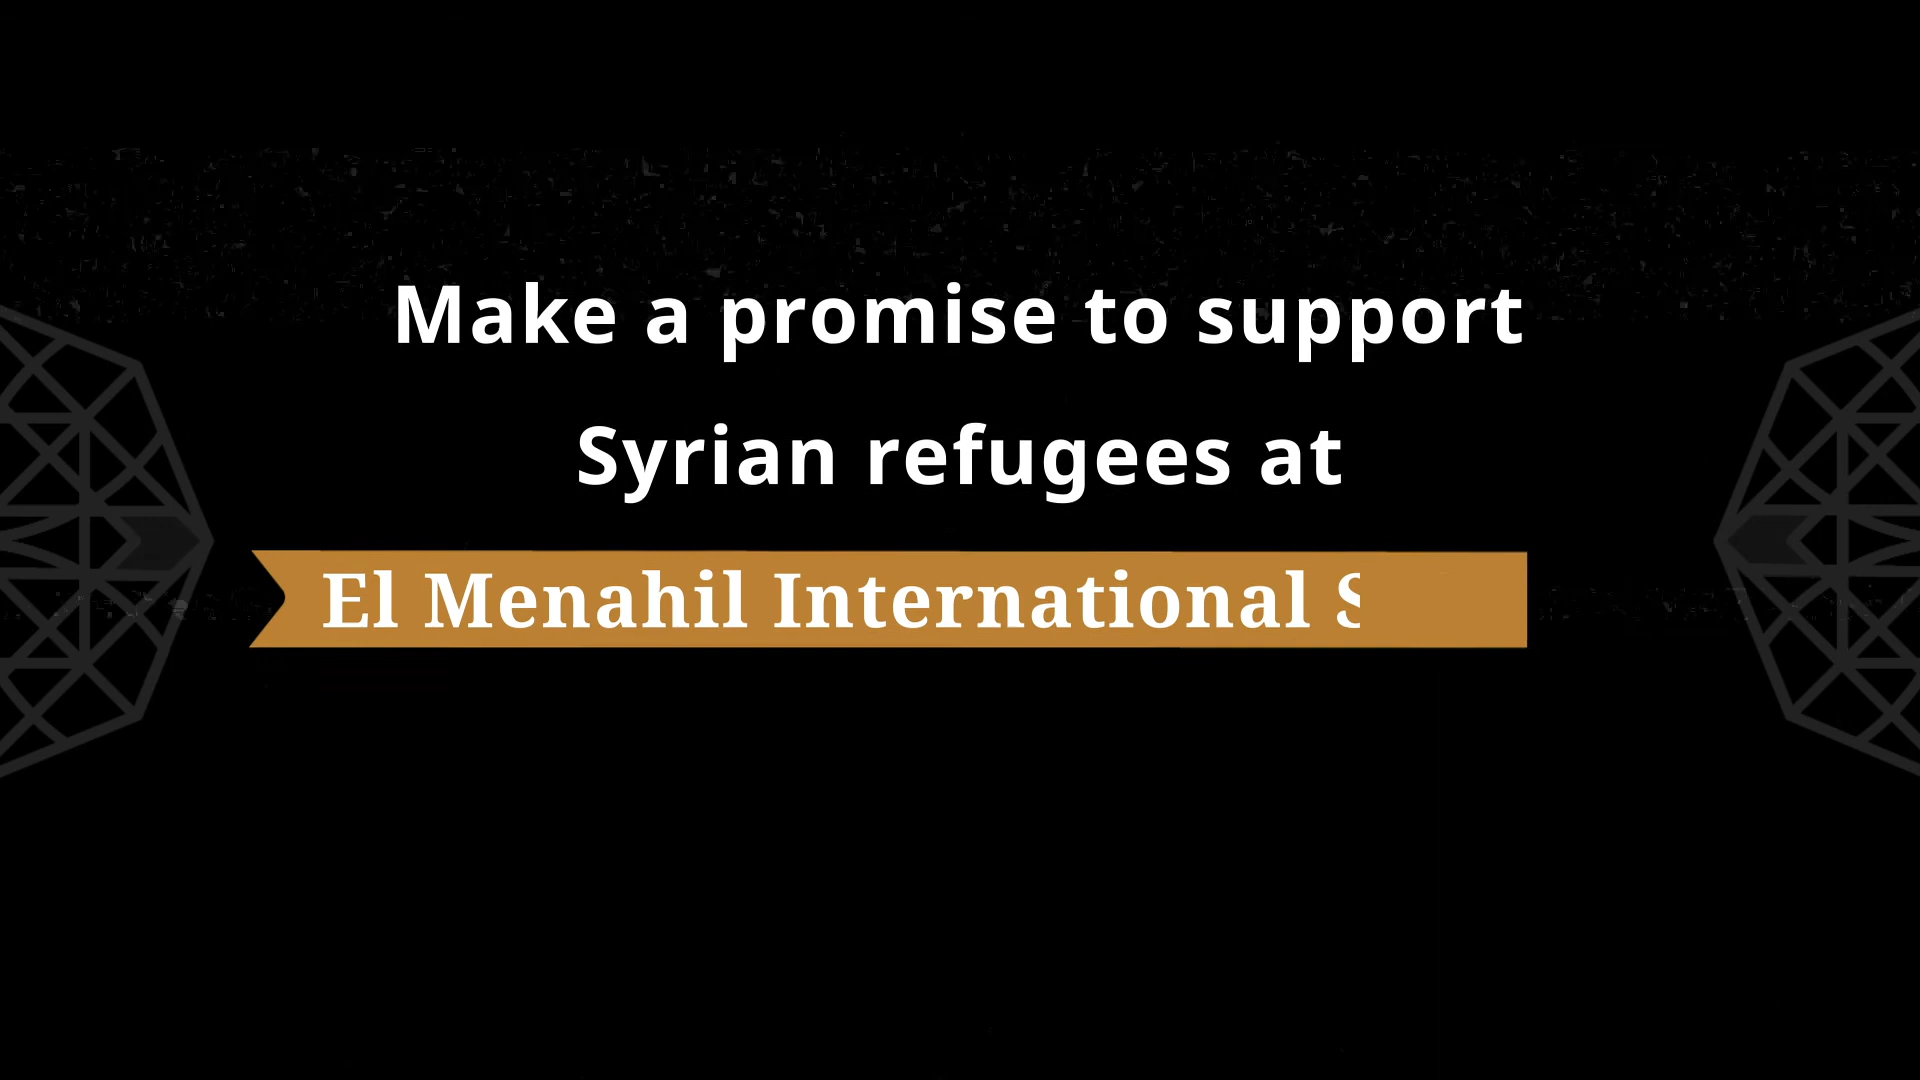 Make a promise to support
Syrian refugees at
El Menahil International S